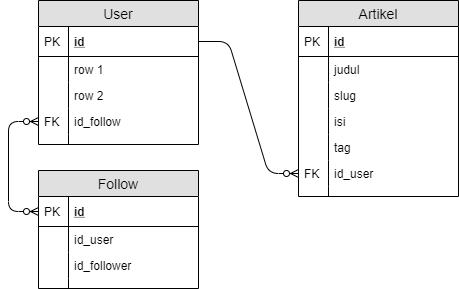 User
PK id
row 1
row 2
FK id_follow
Artikel
PK id
judul
slug
isi
tag
FK id_user
Follow
PK id
id_user
id_follower